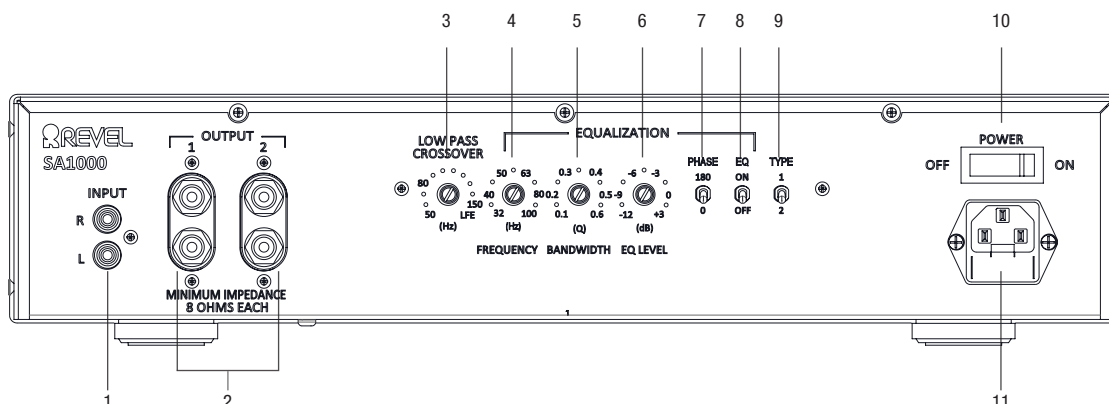 3 4 5 6 7 8 9 10
REVEL
SA1000
INPUT
R
L
OUTPUT
1 2
MINIMUM IMPEDANCE
8 OHMS EACH
LOW PASS
CROSSOVER
80
50
150
LFE
(Hz)
EQUALIZATION
50 63
40 80
32 100
(Hz)
FREQUENCY
0.3 0.4
0.2 0.5
0.1 0.6
(Q)
BANDWIDTH
-6 -3
-9 0
-12 +3
(dB)
EQ LEVEL
PHASE
180
0
EQ
ON
OFF
TYPE
1
2
POWER
OFF ON
1 2 11